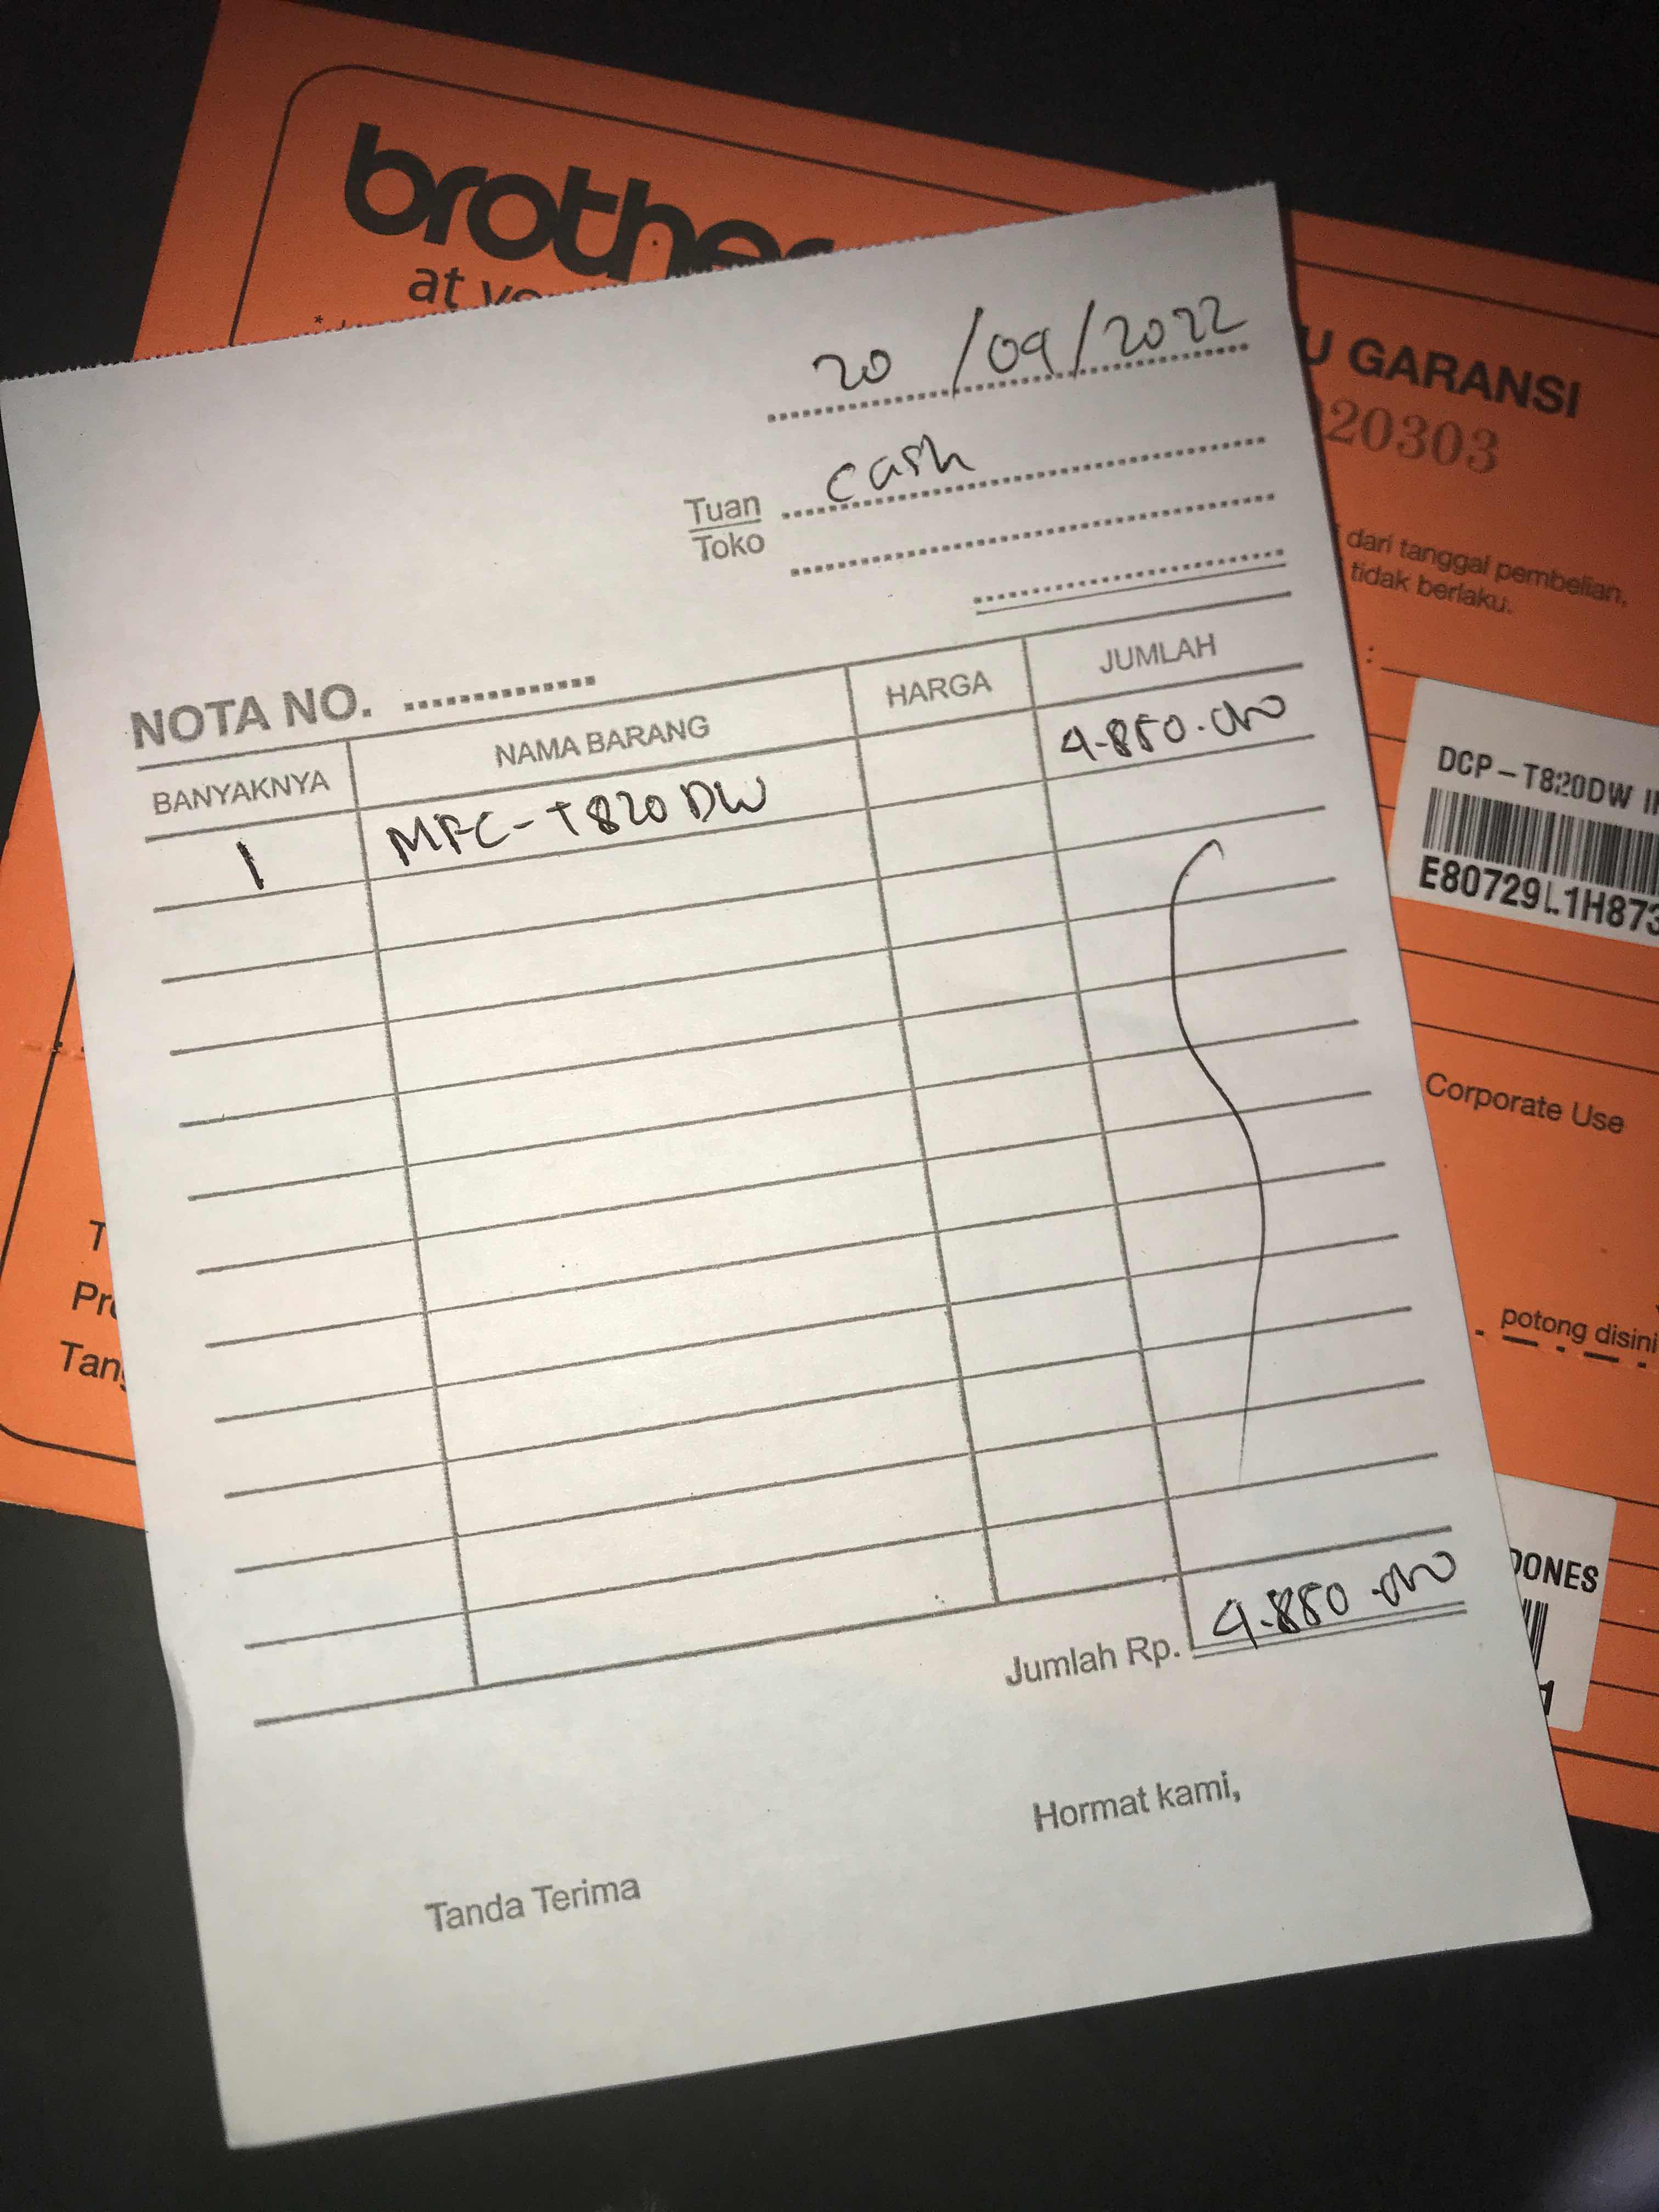 brother
at
U GARANSI
20303
dari tanggal pembelian,
tidak berlaku.
:
DCP-T820DW
E80729L1H873
Corporate Use
potong disini
20/09/2022
Tuan
Toko
cash
NOTA NO.
BANYAKNYA NAMA BARANG HARGA JUMLAH
1 MFC-T820DW 4.850.000
Jumlah Rp. 4.850.000
Tanda Terima
Hormat kami,